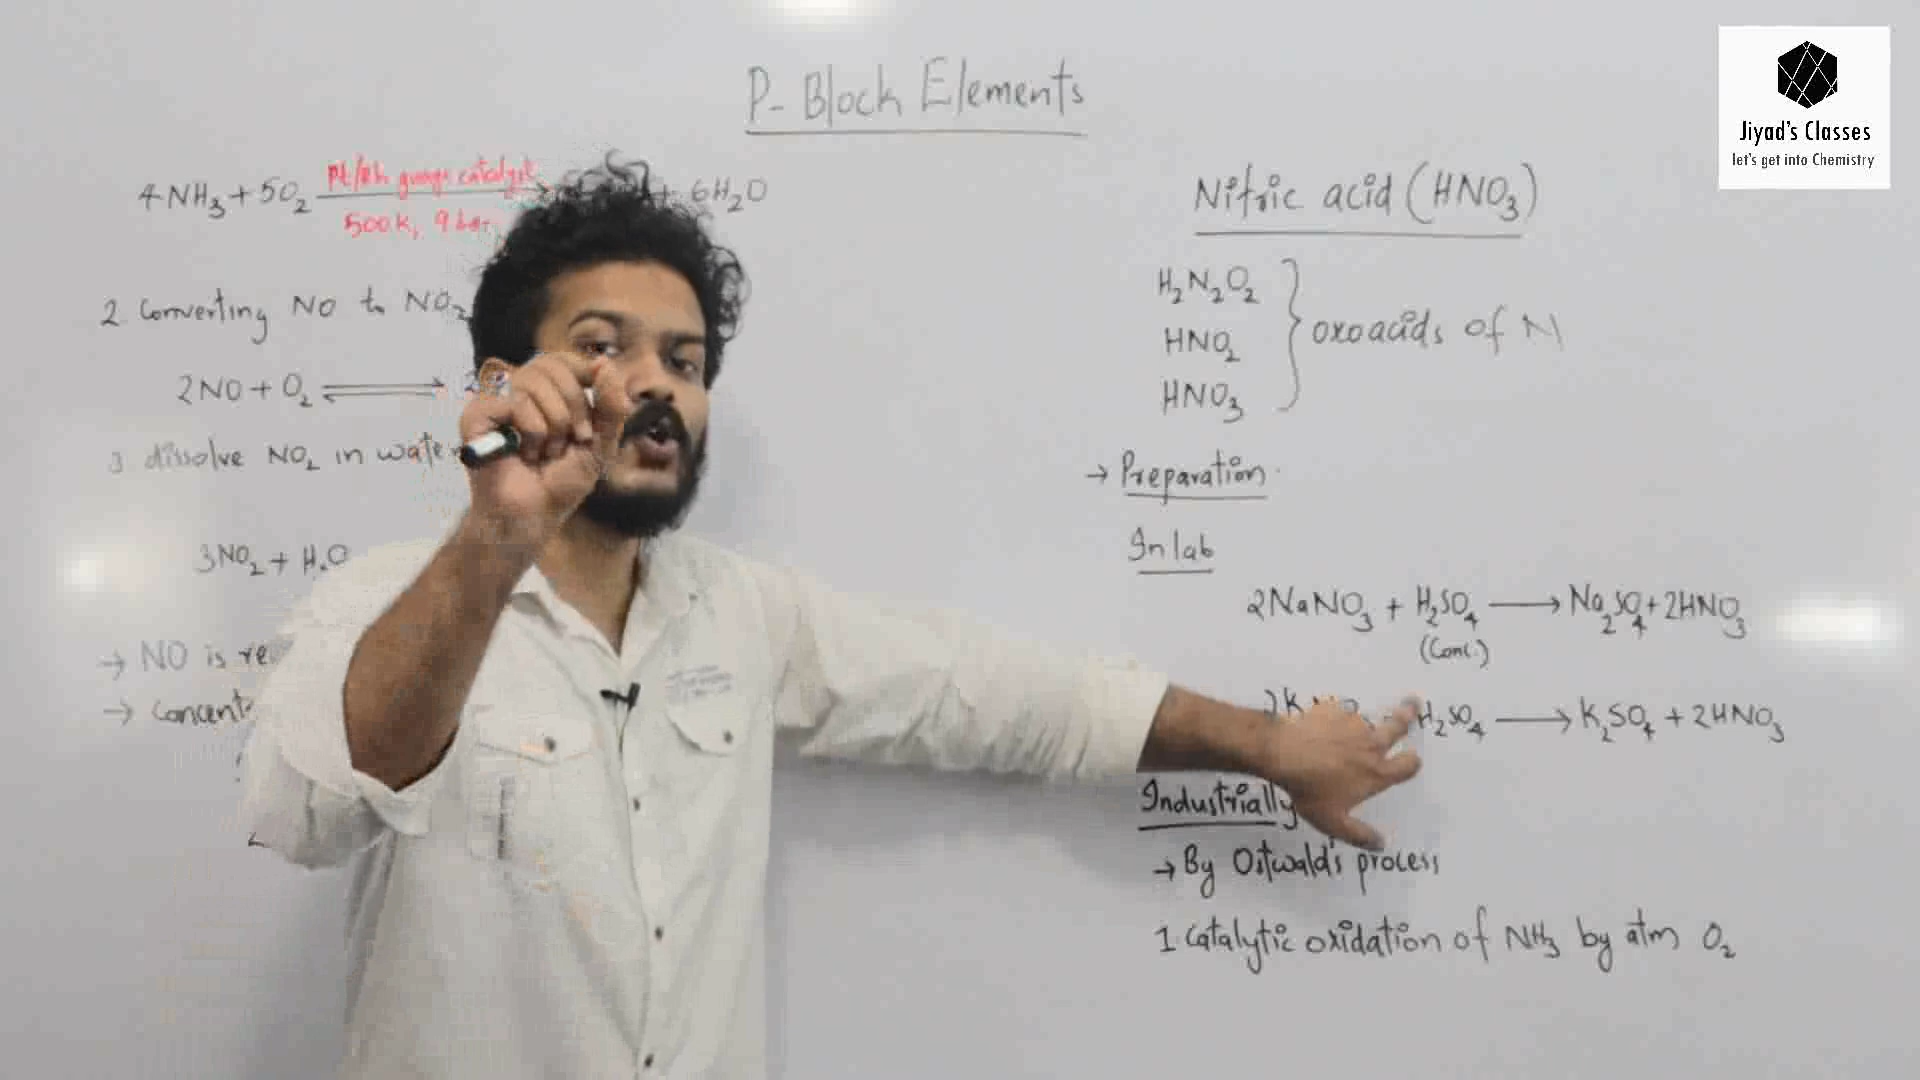 P- Block Elements
Jiyad's Classes
let's get into Chemistry
4NH₃ + 5O₂ Pt/Rh guage catalyst + 6H₂O
500K, 9 bar
2 Converting NO to NO₂
2NO + O₂ ⇌ 2
3 dissolve NO₂ in water
3NO₂ + H₂O
→ NO is re
→ Concent
Nitric acid (HNO₃)
H₂N₂O₂
HNO₂ } oxoacids of N
HNO₃
→ Preparation
In lab
2NaNO₃ + H₂SO₄ ⟶ Na₂SO₄ + 2HNO₃
(Conc.)
2K H₂SO₄ ⟶ K₂SO₄ + 2HNO₃
Industrially
→ By Ostwald's process
1 Catalytic oxidation of NH₃ by atm O₂